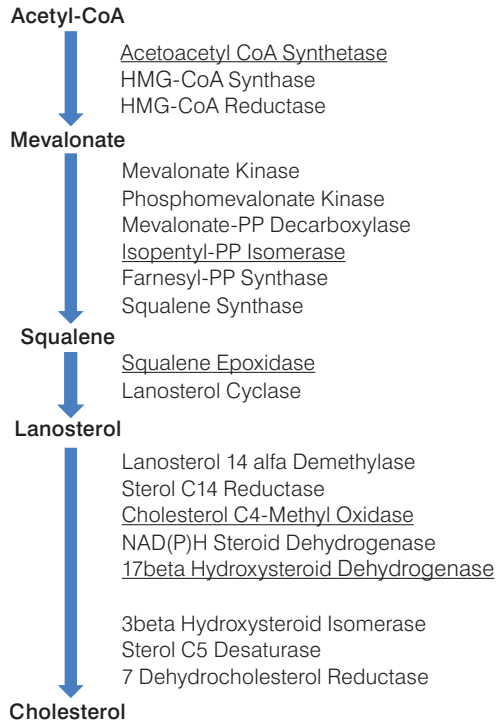 Acetyl-CoA
Acetoacetyl CoA Synthetase
HMG-CoA Synthase
HMG-CoA Reductase
Mevalonate
Mevalonate Kinase
Phosphomevalonate Kinase
Mevalonate-PP Decarboxylase
Isopentyl-PP Isomerase
Farnesyl-PP Synthase
Squalene Synthase
Squalene
Squalene Epoxidase
Lanosterol Cyclase
Lanosterol
Lanosterol 14 alfa Demethylase
Sterol C14 Reductase
Cholesterol C4-Methyl Oxidase
NAD(P)H Steroid Dehydrogenase
17beta Hydroxysteroid Dehydrogenase
3beta Hydroxysteroid Isomerase
Sterol C5 Desaturase
7 Dehydrocholesterol Reductase
Cholesterol